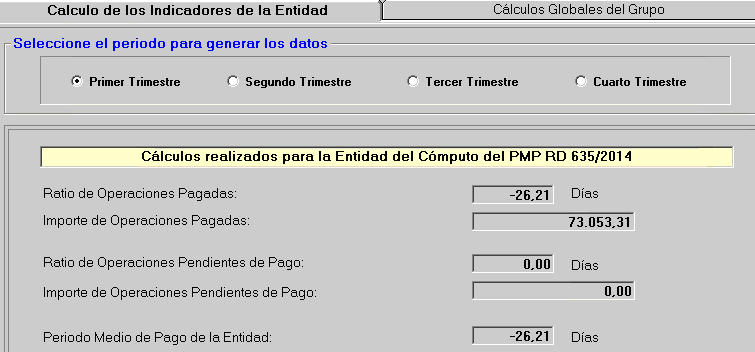 Calculo de los Indicadores de la Entidad
Cálculos Globales del Grupo
Seleccione el periodo para generar los datos
Primer Trimestre Segundo Trimestre Tercer Trimestre Cuarto Trimestre
Cálculos realizados para la Entidad del Cómputo del PMP RD 635/2014
Ratio de Operaciones Pagadas: -26,21 Días
Importe de Operaciones Pagadas: 73.053,31
Ratio de Operaciones Pendientes de Pago: 0,00 Días
Importe de Operaciones Pendientes de Pago: 0,00
Periodo Medio de Pago de la Entidad: -26,21 Días